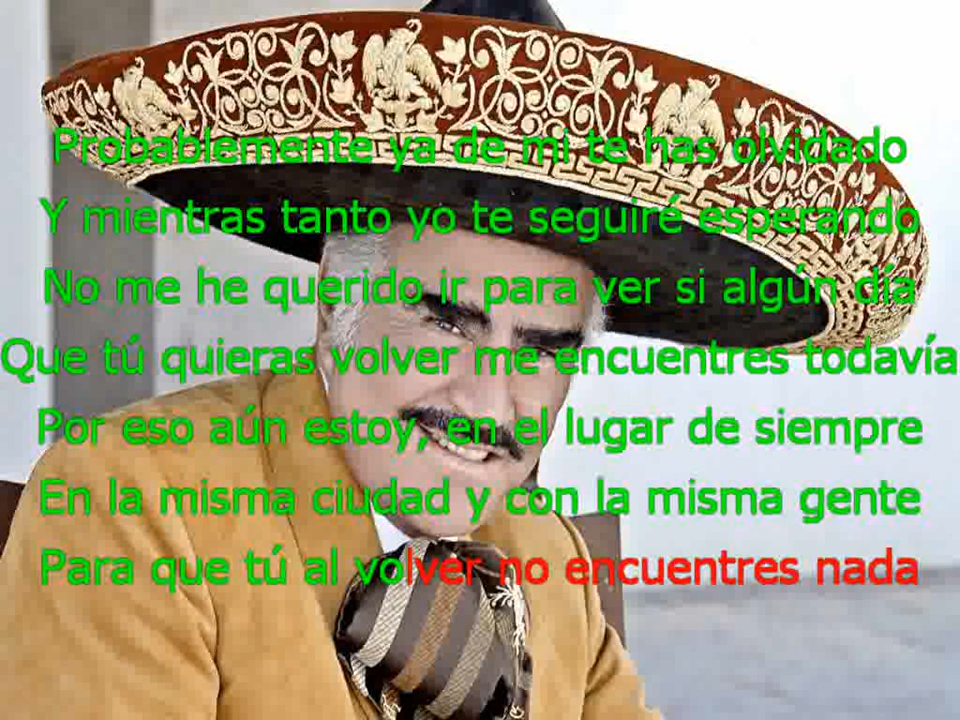 Probablemente ya de mi te has olvidado
Y mientras tanto yo te seguiré esperando
No me he querido ir para ver si algún día
Que tú quieras volver me encuentres todavía
Por eso aún estoy, en el lugar de siempre
En la misma ciudad y con la misma gente
Para que tú al volver no encuentres nada